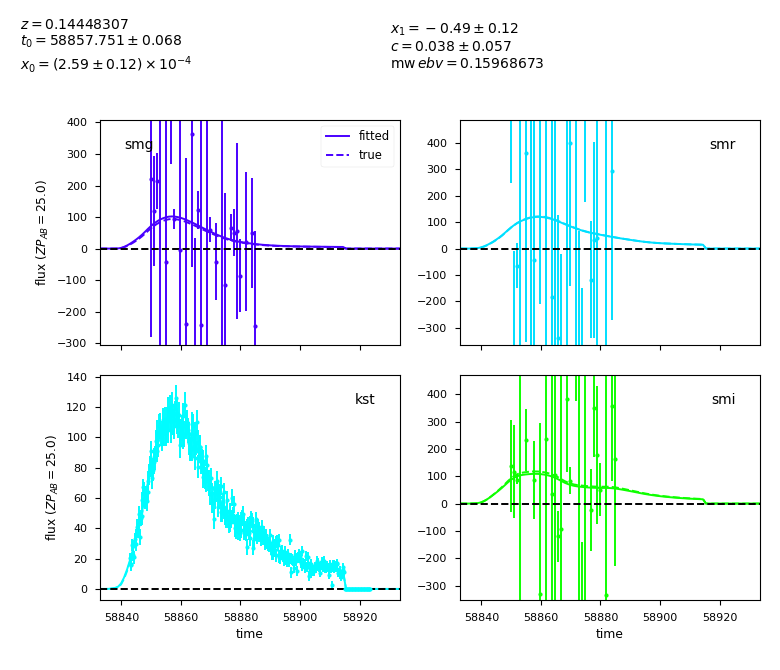 z = 0.14448307
t₀ = 58857.751 ± 0.068
x₀ = (2.59 ± 0.12) × 10⁻⁴
x₁ = −0.49 ± 0.12
c = 0.038 ± 0.057
mw ebv = 0.15968673
smg
fitted
true
400
300
200
100
0
−100
−200
−300
flux (ZP_AB = 25.0)
smr
400
300
200
100
0
−100
−200
−300
kst
140
120
100
80
60
40
20
0
flux (ZP_AB = 25.0)
58840 58860 58880 58900 58920
time
smi
400
300
200
100
0
−100
−200
−300
58840 58860 58880 58900 58920
time